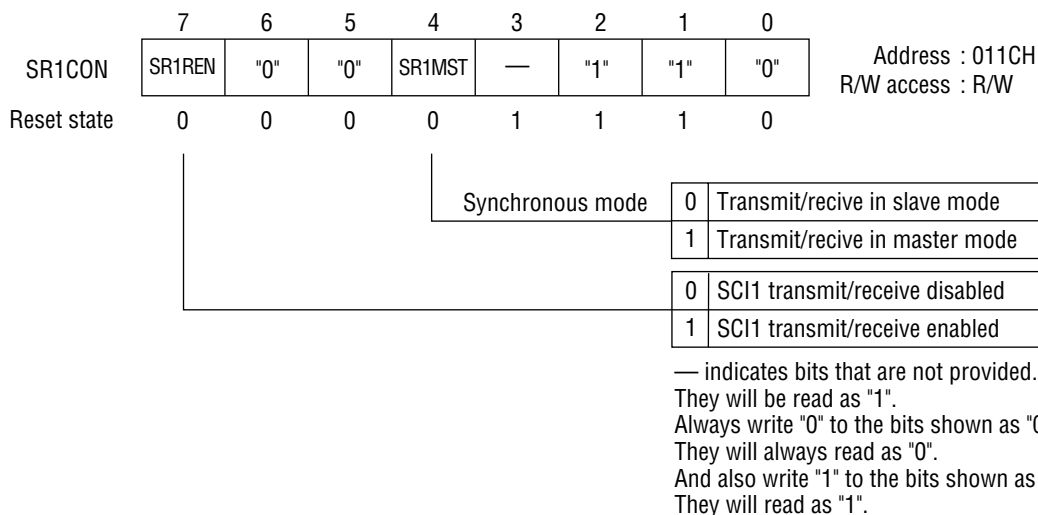 7 6 5 4 3 2 1 0
SR1CON SR1REN "0" "0" SR1MST — "1" "1" "0" Address : 011CH
R/W access : R/W
Reset state 0 0 0 0 1 1 1 0
Synchronous mode 0 Transmit/recive in slave mode
1 Transmit/recive in master mode
0 SCI1 transmit/receive disabled
1 SCI1 transmit/receive enabled
— indicates bits that are not provided.
They will be read as "1".
Always write "0" to the bits shown as
They will always read as "0".
And also write "1" to the bits shown as
They will read as "1".